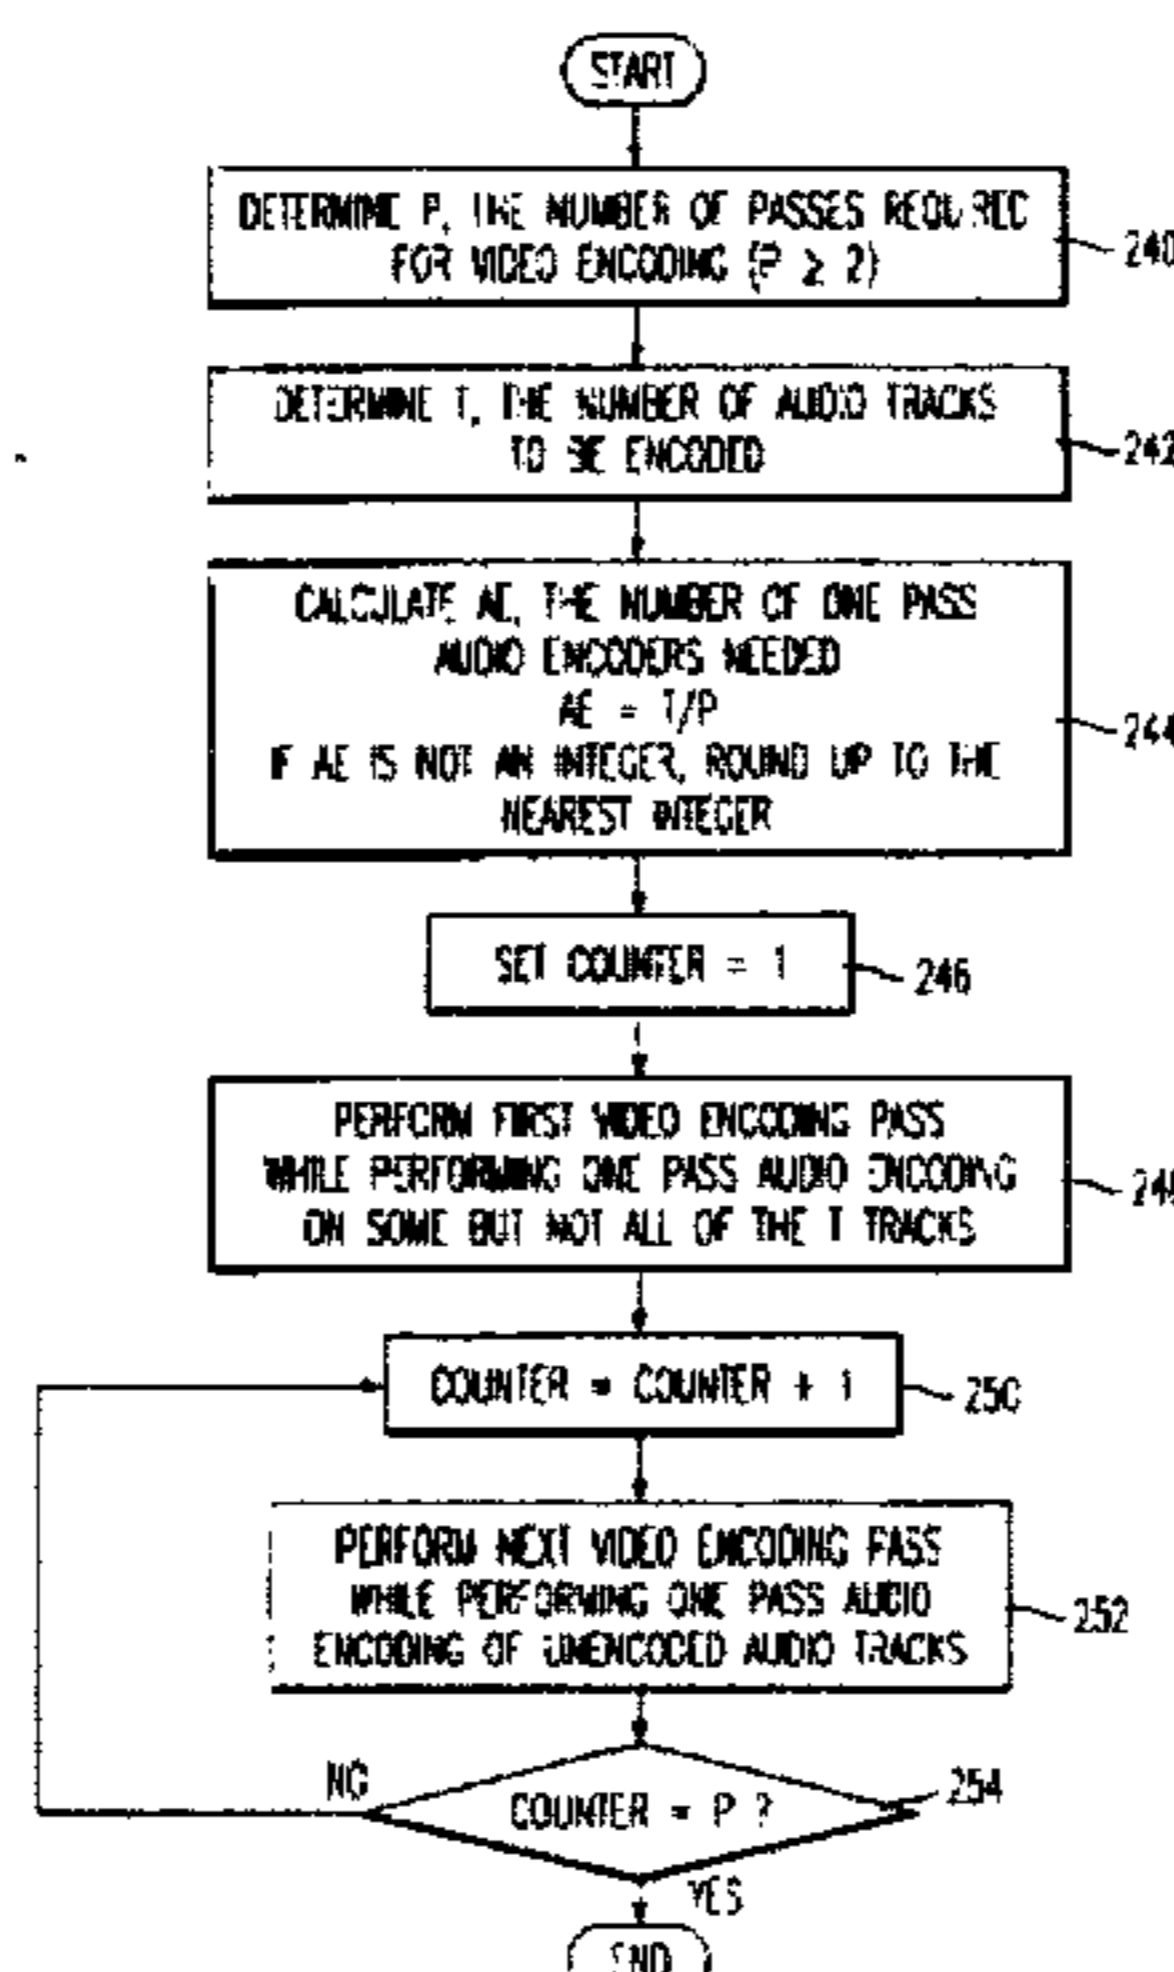 START
DETERMINE P, THE NUMBER OF PASSES REQUIRED
FOR VIDEO ENCODING (P ≥ 2)
240
DETERMINE T, THE NUMBER OF AUDIO TRACKS
TO BE ENCODED
242
CALCULATE AE, THE NUMBER OF ONE PASS
AUDIO ENCODERS NEEDED
AE = T/P
IF AE IS NOT AN INTEGER, ROUND UP TO THE
NEAREST INTEGER
244
SET COUNTER = 1
246
PERFORM FIRST VIDEO ENCODING PASS
WHILE PERFORMING ONE PASS AUDIO ENCODING
ON SOME BUT NOT ALL OF THE T TRACKS
COUNTER = COUNTER + 1
250
PERFORM NEXT VIDEO ENCODING PASS
WHILE PERFORMING ONE PASS AUDIO
ENCODING OF UNENCODED AUDIO TRACKS
252
NO
COUNTER = P ?
254
YES
END